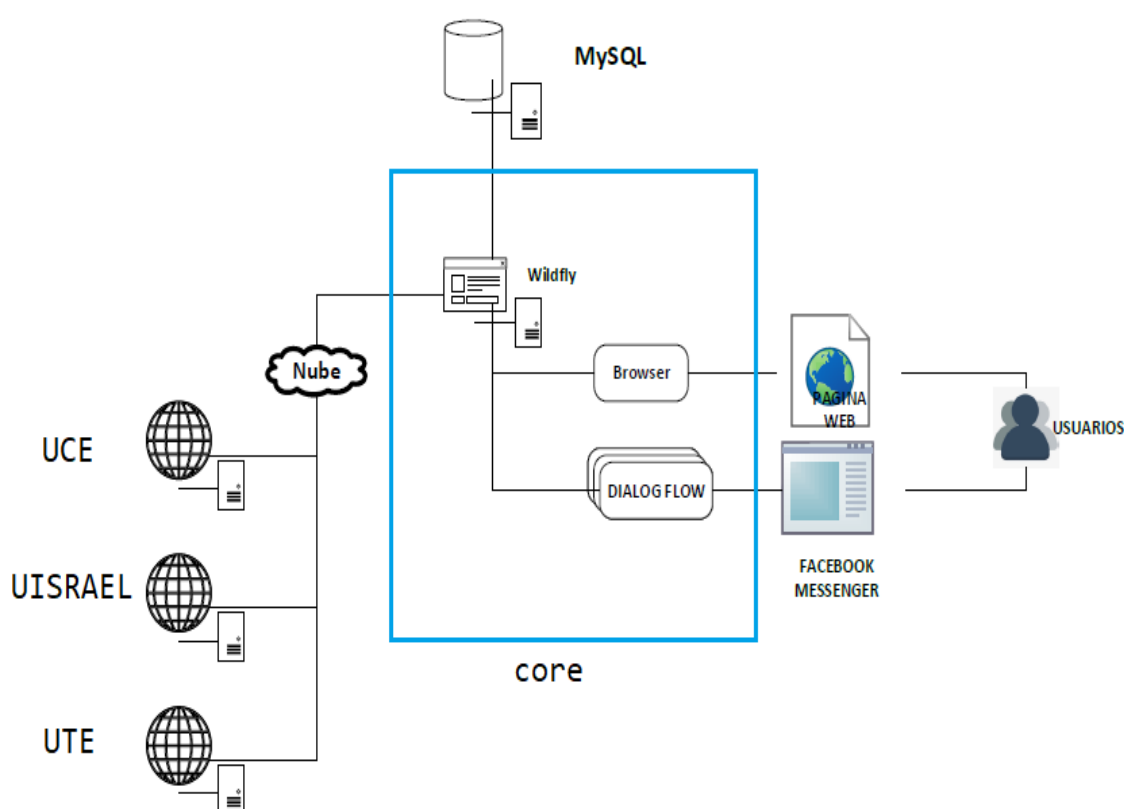 MySQL
Wildfly
Nube
Browser
PAGINA
WEB
USUARIOS
UCE
DIALOG FLOW
FACEBOOK
MESSENGER
UISRAEL
core
UTE